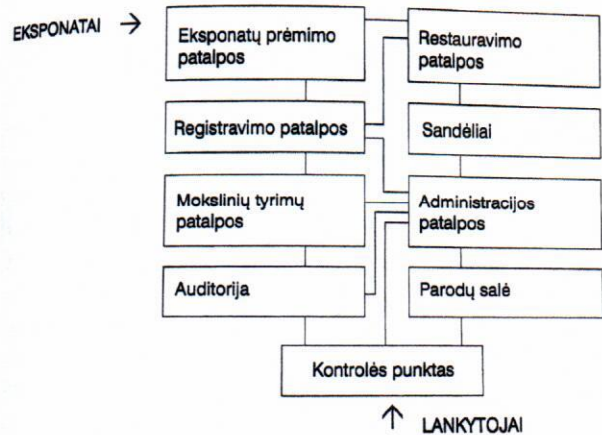 EKSPONATAI →
Eksponatų prėmimo
patalpos
Restauravimo
patalpos
Registravimo patalpos
Sandėliai
Mokslinių tyrimų
patalpos
Administracijos
patalpos
Auditorija
Parodų salė
Kontrolės punktas
↑ LANKYTOJAI